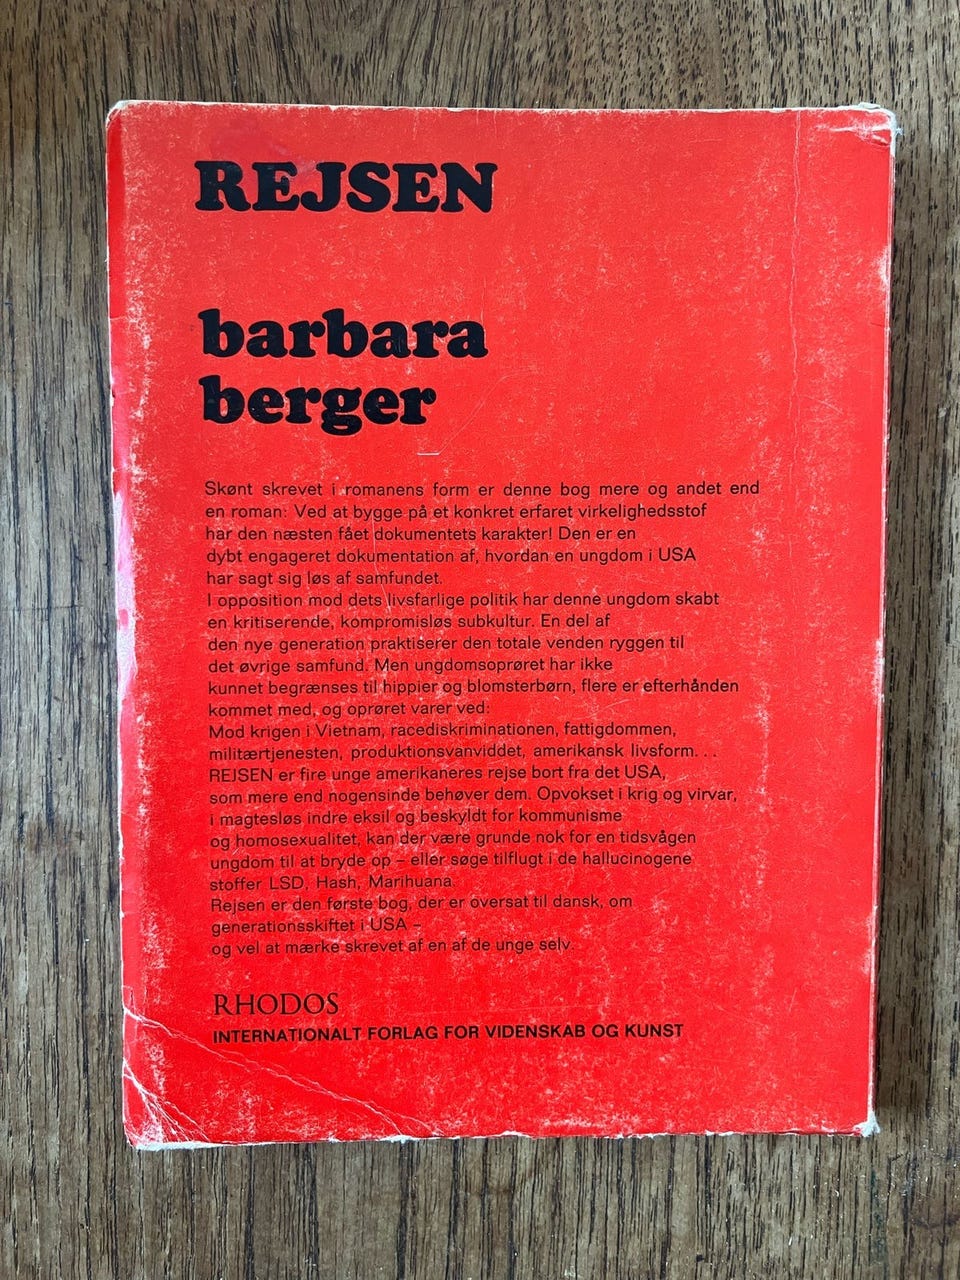 REJSEN
barbara
berger
Skønt skrevet i romanens form er denne bog mere og andet end
en roman: Ved at bygge på et konkret erfaret virkelighedsstof
har den næsten fået dokumentets karakter! Den er en
dybt engageret dokumentation af, hvordan en ungdom i USA
har sagt sig løs af samfundet.
I opposition mod dets livsfarlige politik har denne ungdom skabt
en kritiserende, kompromisløs subkultur. En del af
den nye generation praktiserer den totale venden ryggen til
det øvrige samfund. Men ungdomsoprøret har ikke
kunnet begrænses til hippier og blomsterbørn, flere er efterhånden
kommet med, og oprøret varer ved:
Mod krigen i Vietnam, racediskriminationen, fattigdommen,
militærtjenesten, produktionsvanviddet, amerikansk livsform...
REJSEN er fire unge amerikaneres rejse bort fra det USA,
som mere end nogensinde behøver dem. Opvokset i krig og virvar,
i magtesløs indre eksil og beskyldt for kommunisme
og homosexualitet, kan der være grunde nok for en tidsvågen
ungdom til at bryde op – eller søge tilflugt i de hallucinogene
stoffer LSD, Hash, Marihuana.
Rejsen er den første bog, der er oversat til dansk, om
generationsskiftet i USA –
og vel at mærke skrevet af en af de unge selv.
RHODOS
INTERNATIONALT FORLAG FOR VIDENSKAB OG KUNST